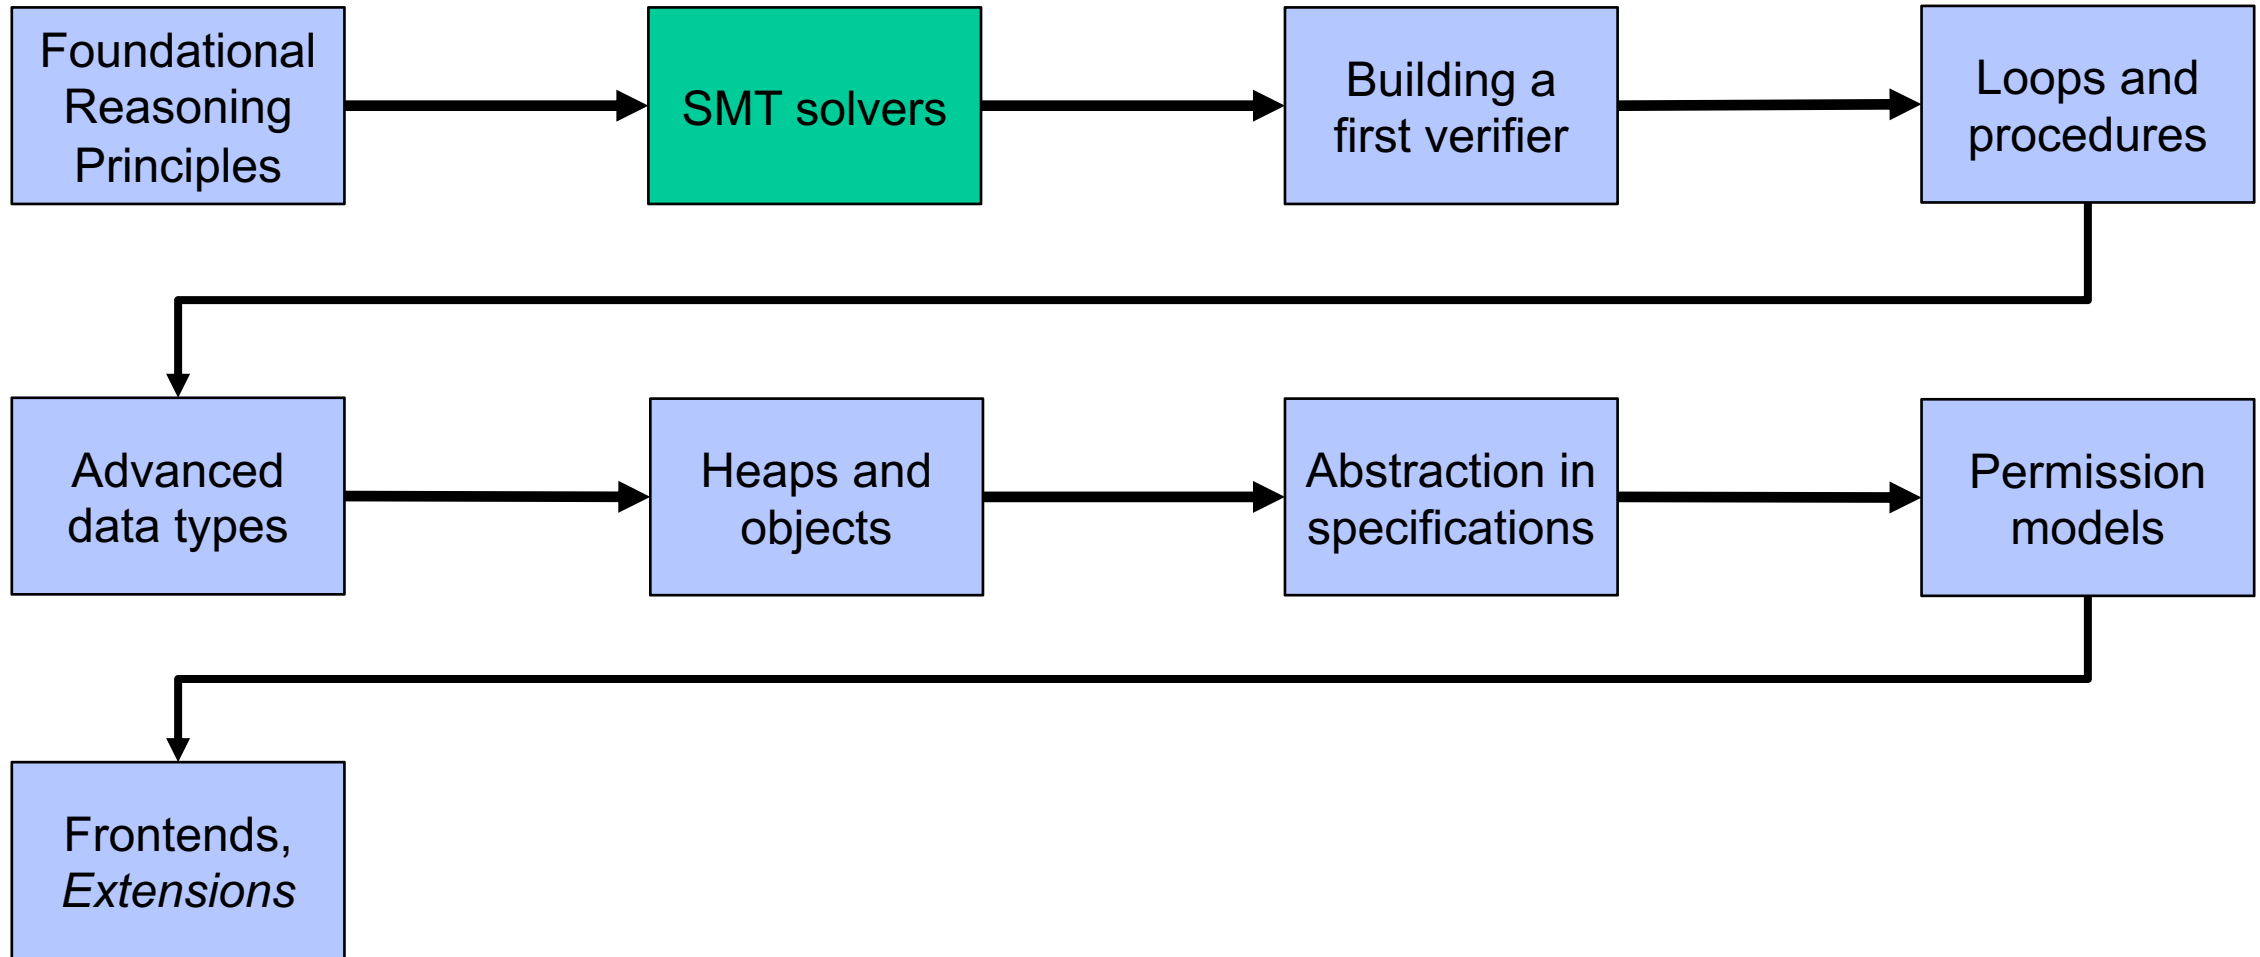 Foundational
Reasoning
Principles
SMT solvers
Building a
first verifier
Loops and
procedures
Advanced
data types
Heaps and
objects
Abstraction in
specifications
Permission
models
Frontends,
Extensions